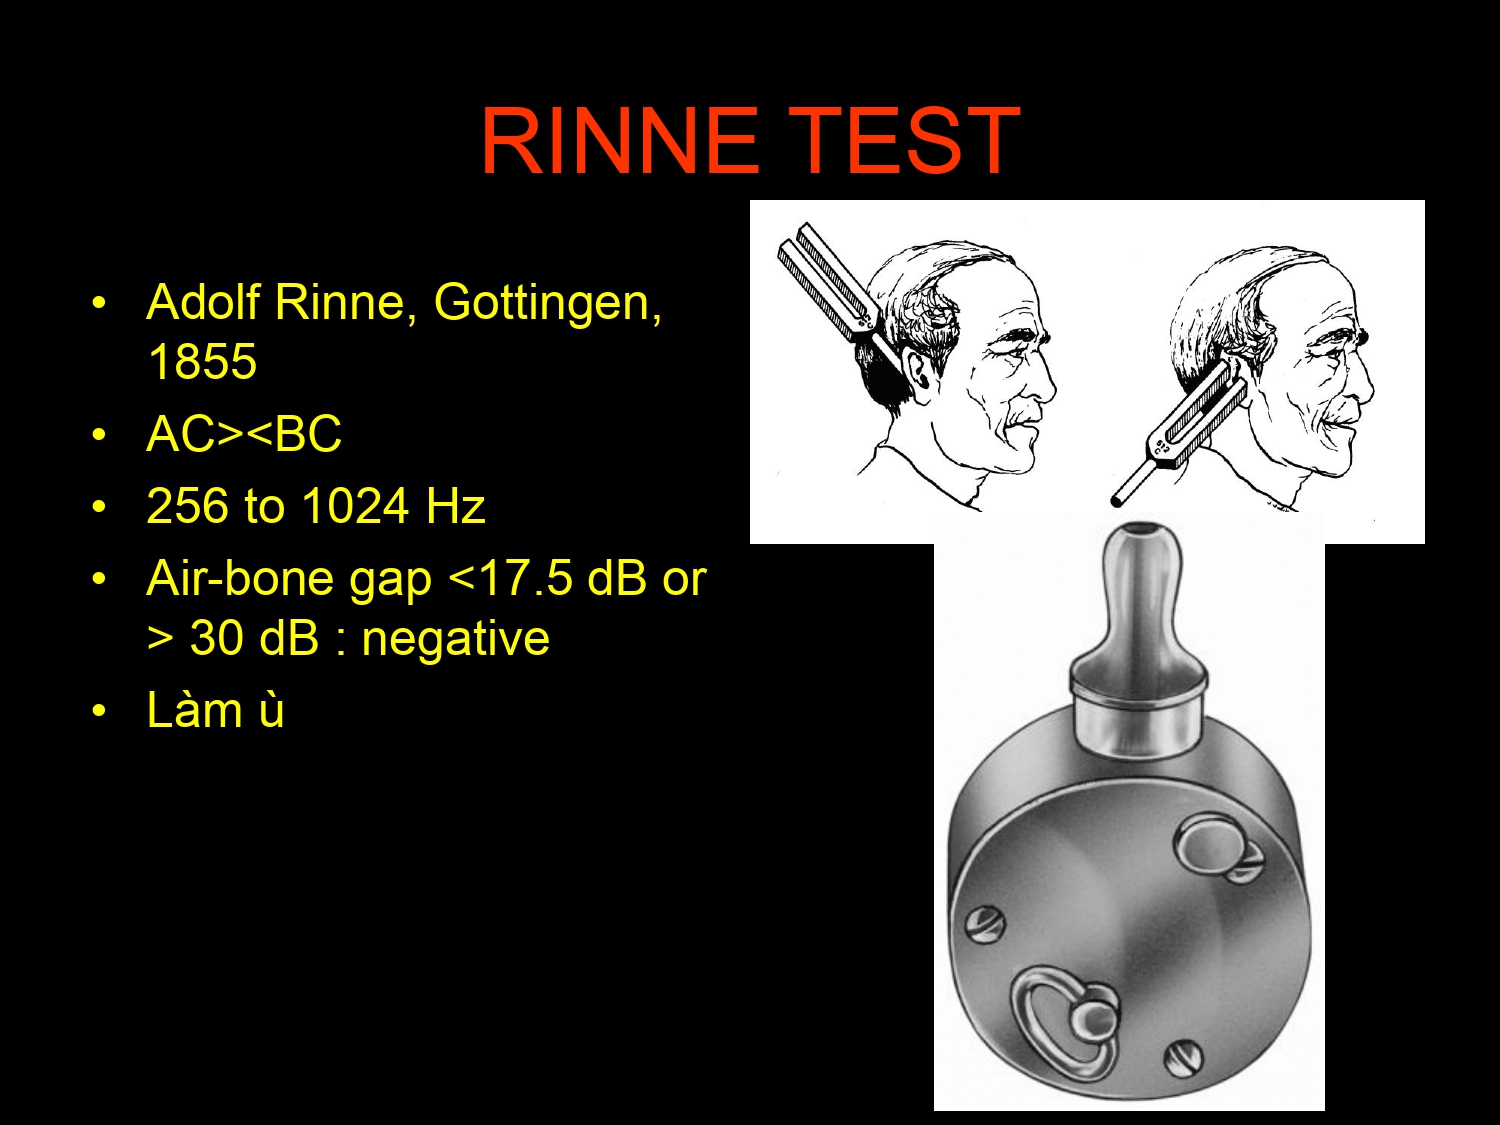 RINNE TEST
• Adolf Rinne, Gottingen,
1855
• AC><BC
• 256 to 1024 Hz
• Air-bone gap <17.5 dB or
> 30 dB : negative
• Làm ù
512
C